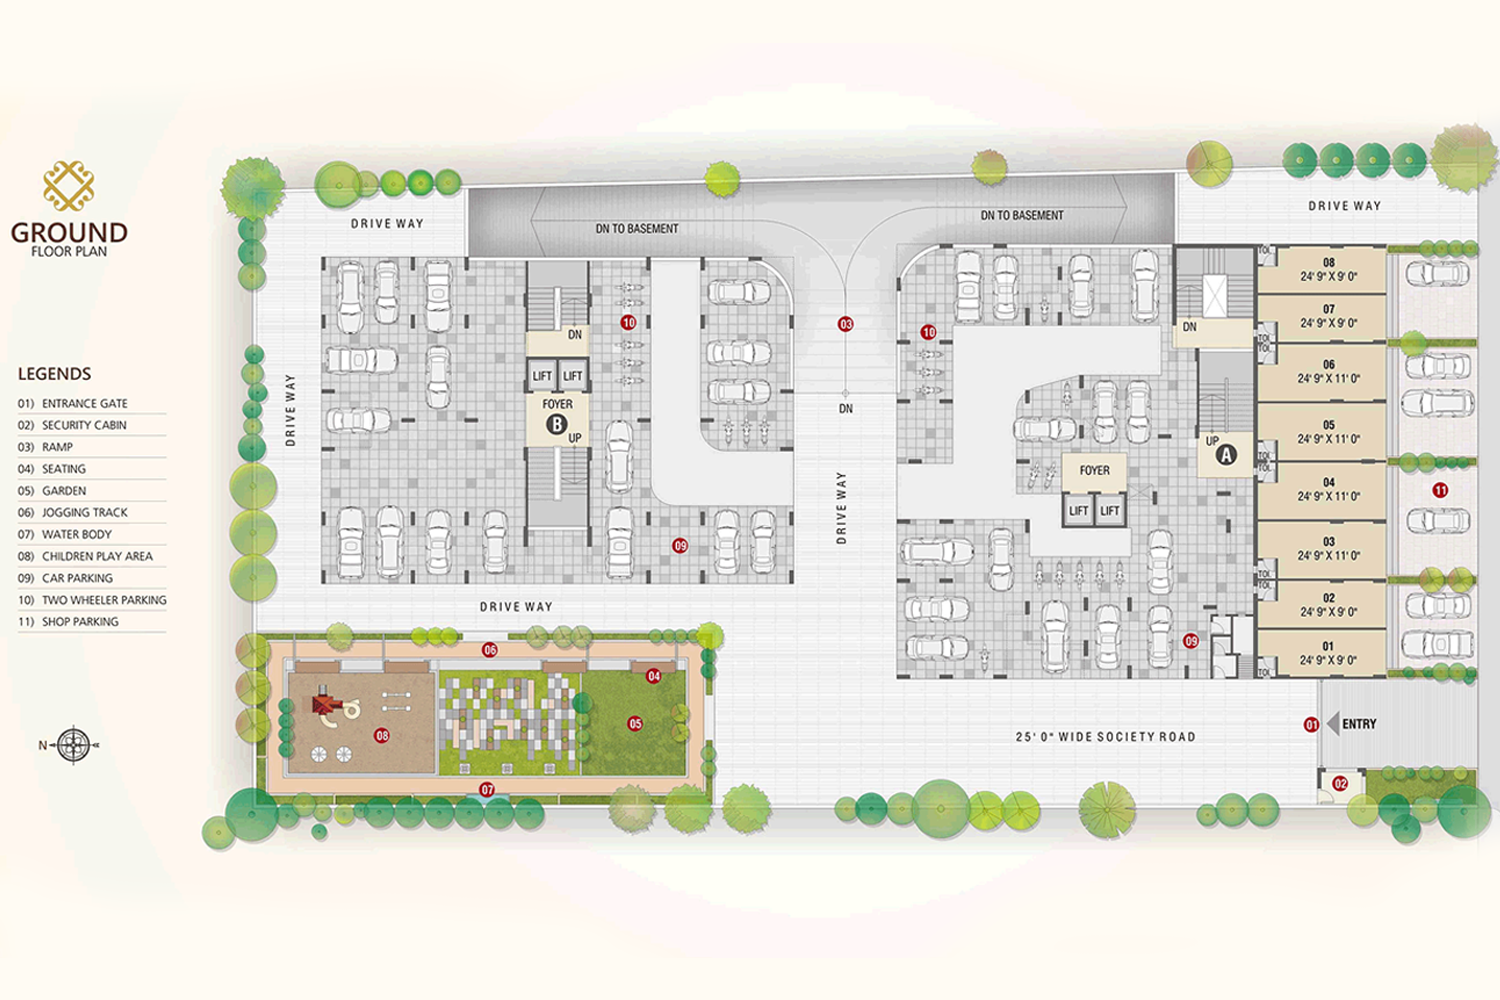 GROUND
FLOOR PLAN
LEGENDS
01) ENTRANCE GATE
02) SECURITY CABIN
03) RAMP
04) SEATING
05) GARDEN
06) JOGGING TRACK
07) WATER BODY
08) CHILDREN PLAY AREA
09) CAR PARKING
10) TWO WHEELER PARKING
11) SHOP PARKING
N
DRIVE WAY
DN TO BASEMENT
DN TO BASEMENT
DRIVE WAY
DRIVE WAY
DN
LIFT LIFT
FOYER
B
UP
10
09
03
DN
DRIVE WAY
DRIVE WAY
10
DN
UP
A
FOYER
LIFT LIFT
09
TOI.
08
24' 9" X 9' 0"
07
24' 9" X 9' 0"
TOI.
TOI.
06
24' 9" X 11' 0"
05
24' 9" X 11' 0"
TOI.
TOI.
04
24' 9" X 11' 0"
03
24' 9" X 11' 0"
TOI.
TOI.
02
24' 9" X 9' 0"
01
24' 9" X 9' 0"
TOI.
11
06
04
05
08
07
25' 0" WIDE SOCIETY ROAD
01
ENTRY
02